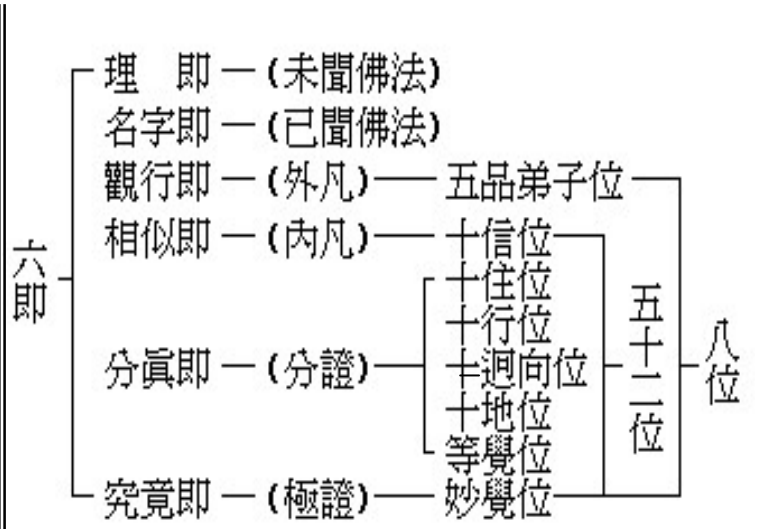 六即
理　即 — (未聞佛法)
名字即 — (已聞佛法)
觀行即 — (外凡) — 五品弟子位
相似即 — (內凡) — 十信位
十住位
十行位
分眞即 — (分證) — 十迴向位
十地位
等覺位
究竟即 — (極證) — 妙覺位
五十二位
八位